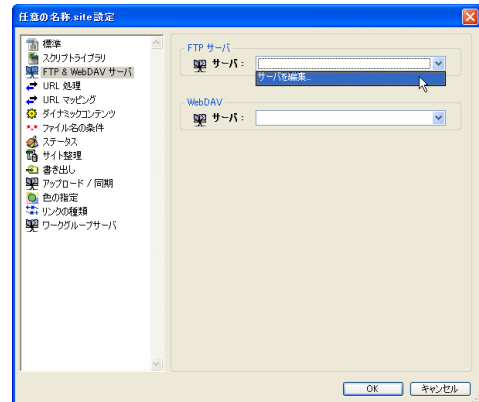 任意の名称.site 設定
標準
スクリプトライブラリ
FTP & WebDAV サーバ
URL 処理
URL マッピング
ダイナミックコンテンツ
ファイル名の条件
ステータス
サイト整理
書き出し
アップロード / 同期
色の指定
リンクの種類
ワークグループサーバ
FTP サーバ
サーバ :
サーバを編集...
WebDAV
サーバ :
OK
キャンセル